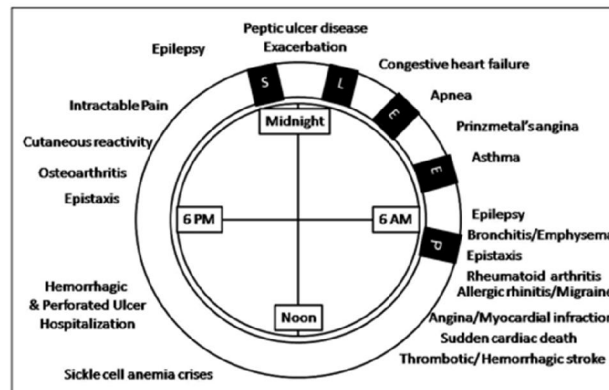 Peptic ulcer disease
Exacerbation
Epilepsy
Congestive heart failure
S
L
E
E
P
Apnea
Intractable Pain
Midnight
Prinzmetal's angina
Cutaneous reactivity
Asthma
Osteoarthritis
Epistaxis
6 PM
6 AM
Epilepsy
Bronchitis/Emphysema
Epistaxis
Rheumatoid arthritis
Allergic rhinitis/Migraine
Hemorrhagic
& Perforated Ulcer
Hospitalization
Noon
Angina/Myocardial infraction
Sudden cardiac death
Thrombotic/Hemorrhagic stroke
Sickle cell anemia crises